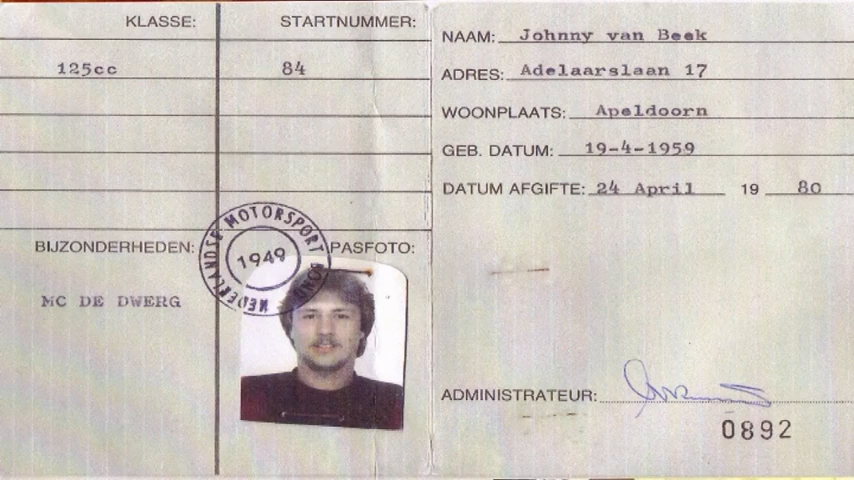 KLASSE: STARTNUMMER:
125cc 84
BIJZONDERHEDEN: PASFOTO:
NEDERLANDSE MOTORSPORT BOND
1949
MC DE DWERG
NAAM: Johnny van Beek
ADRES: Adelaarslaan 17
WOONPLAATS: Apeldoorn
GEB. DATUM: 19-4-1959
DATUM AFGIFTE: 24 April 19 80
ADMINISTRATEUR:
0892